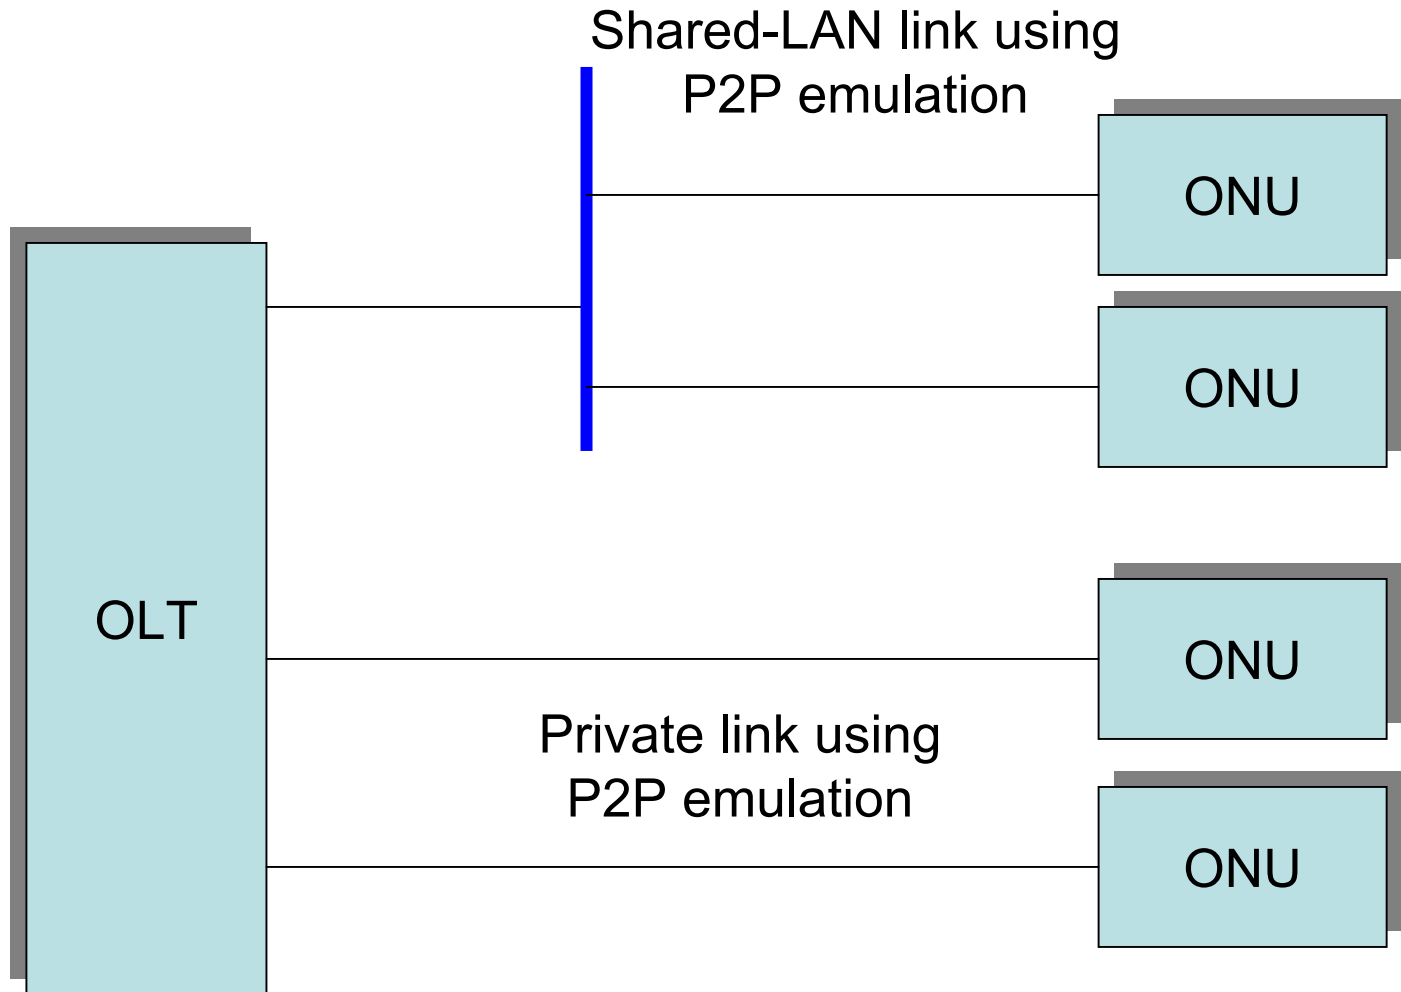 Shared-LAN link using
P2P emulation
ONU
ONU
OLT
ONU
Private link using
P2P emulation
ONU